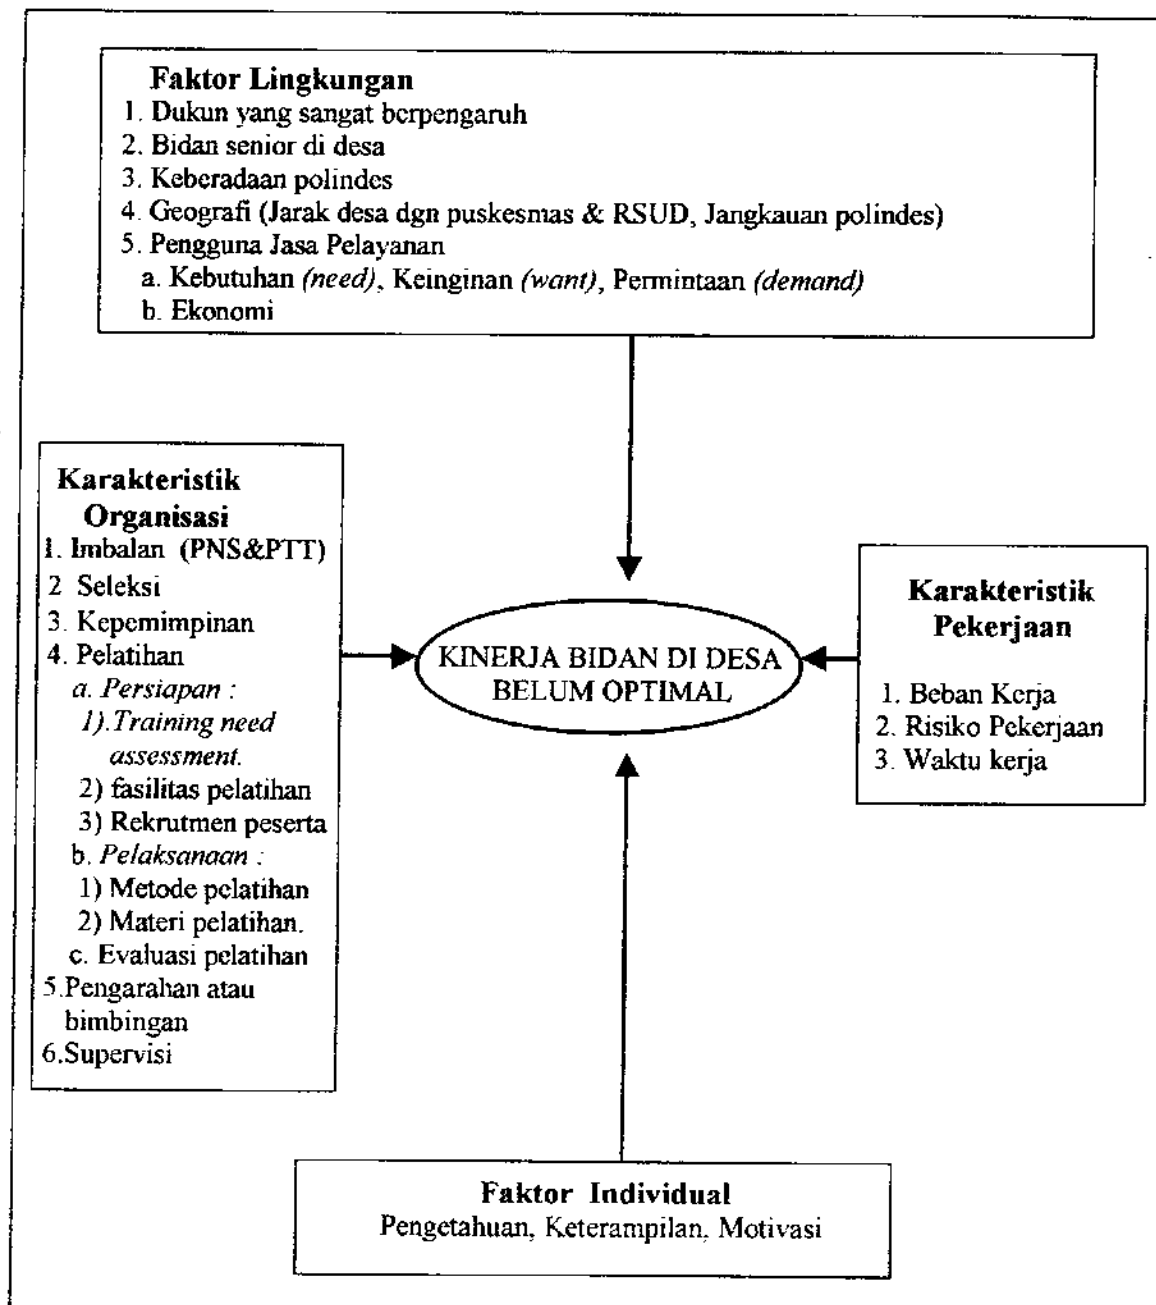 Faktor Lingkungan
1. Dukun yang sangat berpengaruh
2. Bidan senior di desa
3. Keberadaan polindes
4. Geografi (Jarak desa dgn puskesmas & RSUD, Jangkauan polindes)
5. Pengguna Jasa Pelayanan
a. Kebutuhan (need), Keinginan (want), Permintaan (demand)
b. Ekonomi
Karakteristik
Organisasi
1. Imbalan (PNS&PTT)
2 Seleksi
3. Kepemimpinan
4. Pelatihan
a. Persiapan :
1).Training need
assessment.
2) fasilitas pelatihan
3) Rekrutmen peserta
b. Pelaksanaan :
1) Metode pelatihan
2) Materi pelatihan.
c. Evaluasi pelatihan
5.Pengarahan atau
bimbingan
6.Supervisi
KINERJA BIDAN DI DESA
BELUM OPTIMAL
Karakteristik
Pekerjaan
1. Beban Kerja
2. Risiko Pekerjaan
3. Waktu kerja
Faktor Individual
Pengetahuan, Keterampilan, Motivasi